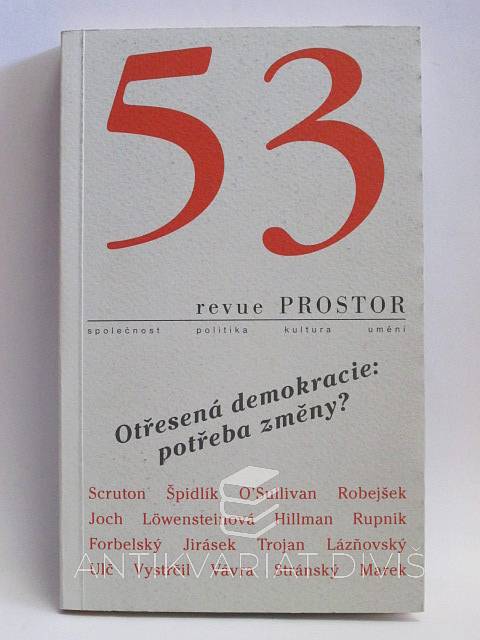 53
revue PROSTOR
společnost politika kultura umění
Otřesená demokracie:
potřeba změny?
Scruton Špidlík O'Sullivan Robejšek
Joch Löwensteinová Hillman Rupnik
Forbelský Jirásek Trojan Lázňovský
Ulč Vystrčil Vávra Stránský Marek
ANTIKVARIÁT DIVIŠ